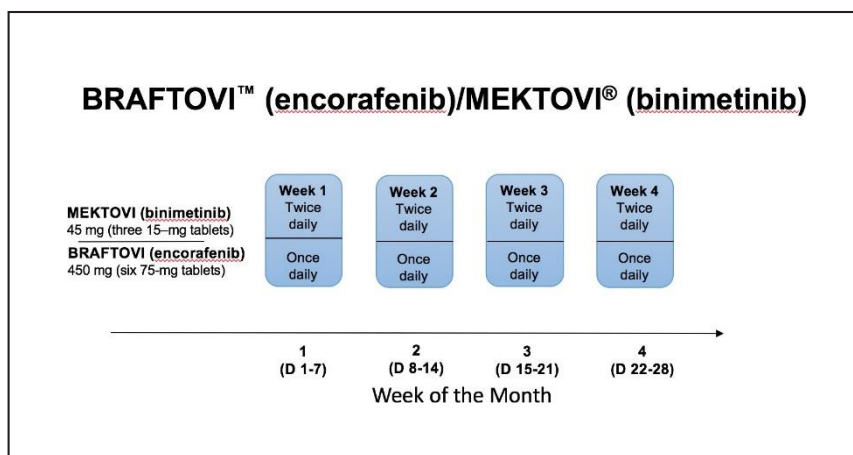 BRAFTOVI™ (encorafenib)/MEKTOVI® (binimetinib)
MEKTOVI (binimetinib)
45 mg (three 15–mg tablets)
BRAFTOVI (encorafenib)
450 mg (six 75-mg tablets)
Week 1
Twice
daily
Once
daily
Week 2
Twice
daily
Once
daily
Week 3
Twice
daily
Once
daily
Week 4
Twice
daily
Once
daily
1
(D 1-7)
2
(D 8-14)
3
(D 15-21)
4
(D 22-28)
Week of the Month